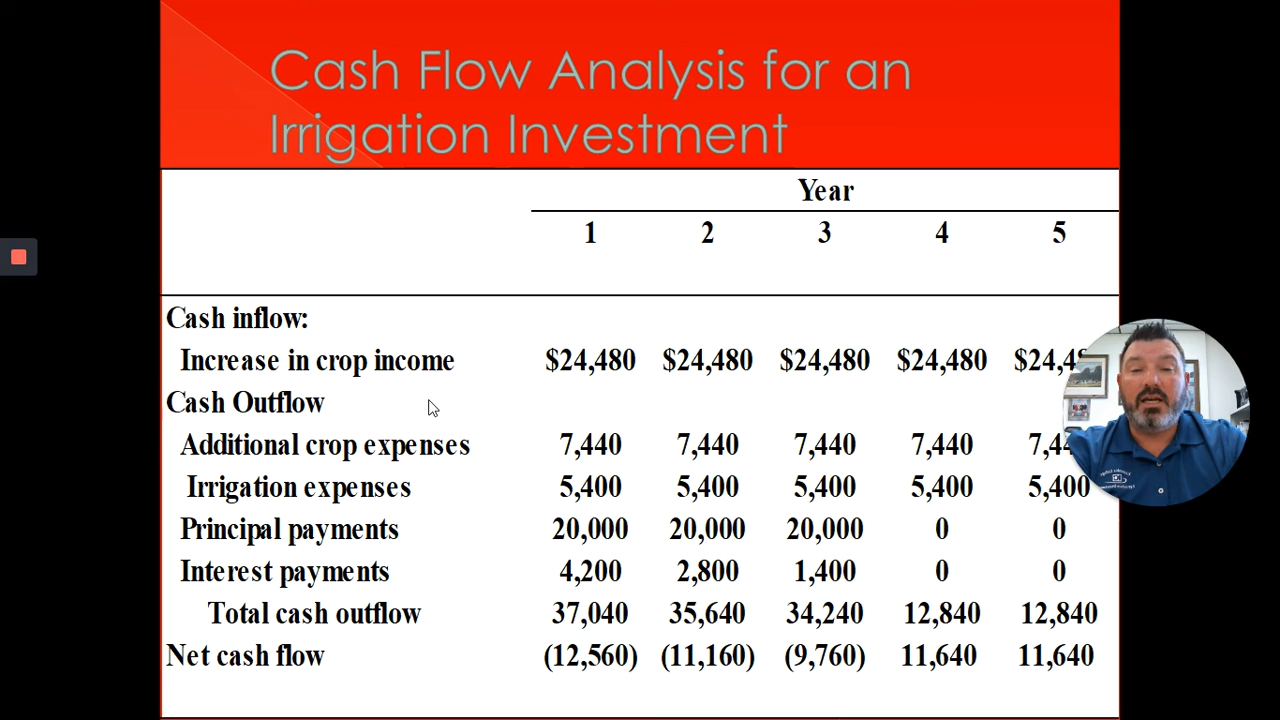 Cash Flow Analysis for an
Irrigation Investment
Year
1 2 3 4 5
Cash inflow:
Increase in crop income $24,480 $24,480 $24,480 $24,480
Cash Outflow
Additional crop expenses 7,440 7,440 7,440 7,440
Irrigation expenses 5,400 5,400 5,400 5,400 5,400
Principal payments 20,000 20,000 20,000 0 0
Interest payments 4,200 2,800 1,400 0 0
Total cash outflow 37,040 35,640 34,240 12,840 12,840
Net cash flow (12,560) (11,160) (9,760) 11,640 11,640